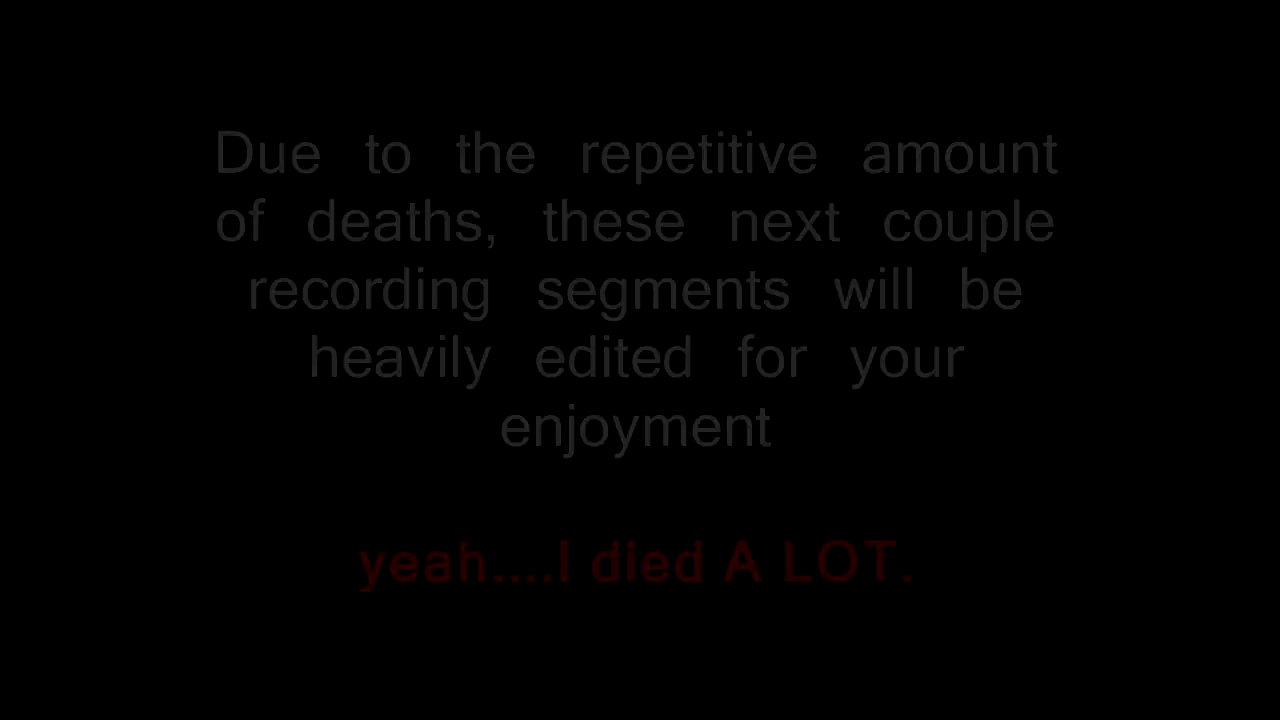 Due to the repetitive amount
of deaths, these next couple
recording segments will be
heavily edited for your
enjoyment
yeah....I died A LOT.